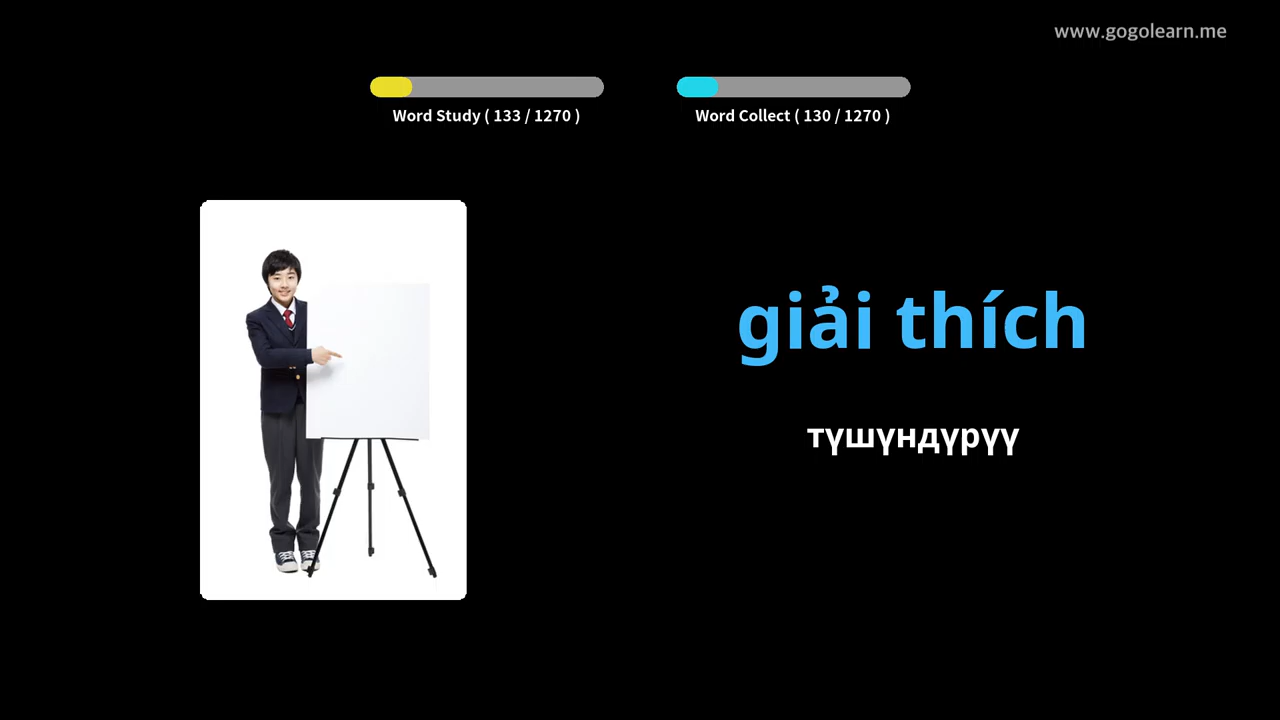 www.gogolearn.me
Word Study ( 133 / 1270 )
Word Collect ( 130 / 1270 )
giải thích
түшүндүрүү